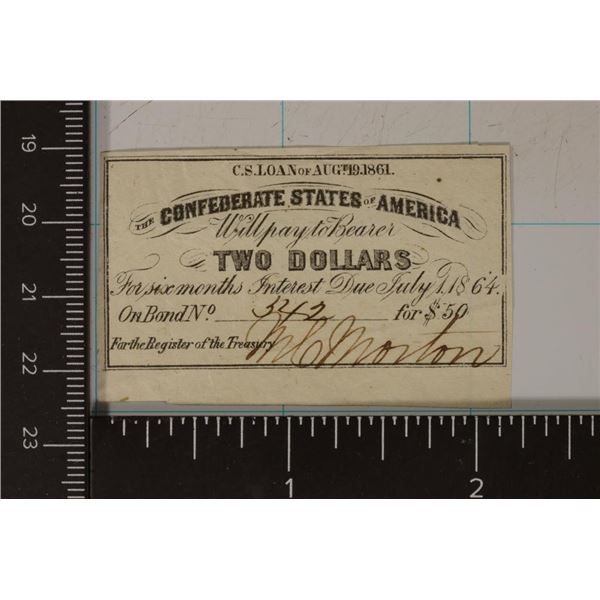 19
20
21
22
23
C.S. LOAN OF AUGT. 19. 1861.
THE CONFEDERATE STATES OF AMERICA
Will pay to Bearer
TWO DOLLARS
For six months Interest Due July 1, 1864.
On Bond No. 342 for $50
For the Register of the Treasury M C Morton
1 2